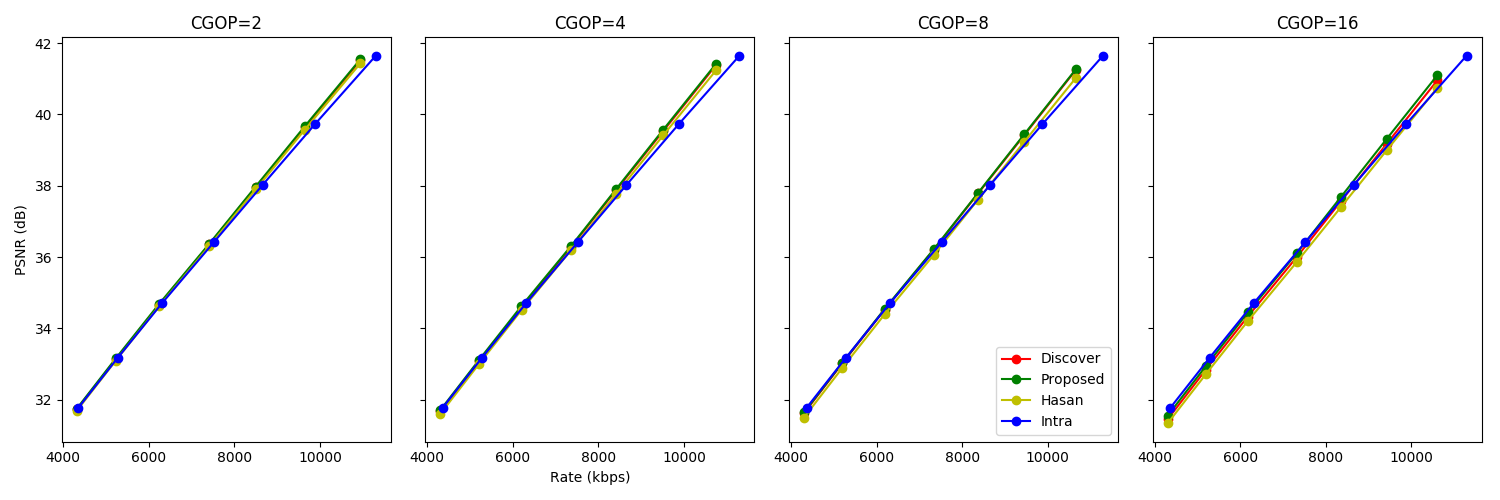 CGOP=2 CGOP=4 CGOP=8 CGOP=16
PSNR (dB)
42
40
38
36
34
32
4000 6000 8000 10000
4000 6000 8000 10000
4000 6000 8000 10000
4000 6000 8000 10000
Rate (kbps)
Discover
Proposed
Hasan
Intra